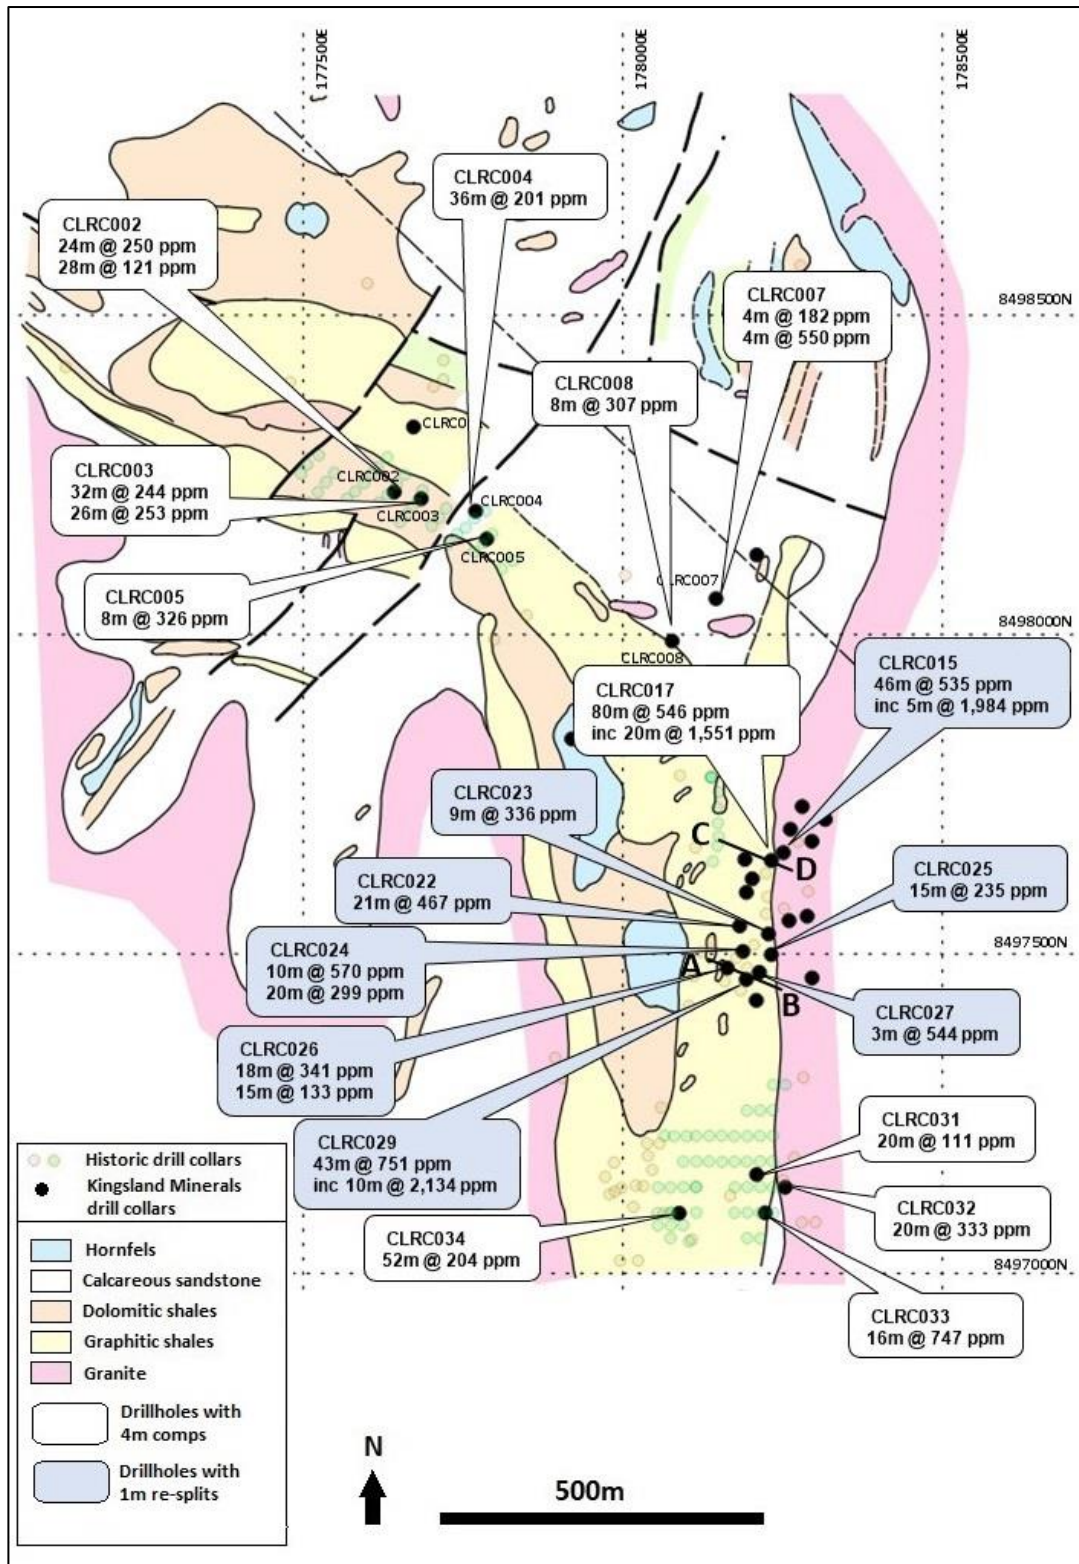 177500E
178000E
178500E
CLRC004
36m @ 201 ppm
CLRC002
24m @ 250 ppm
28m @ 121 ppm
CLRC007
4m @ 182 ppm
4m @ 550 ppm
8498500N
CLRC008
8m @ 307 ppm
CLRC003
32m @ 244 ppm
26m @ 253 ppm
CLRC002
CLRC003
CLRC004
CLRC005
CLRC007
CLRC005
8m @ 326 ppm
8498000N
CLRC008
CLRC015
46m @ 535 ppm
inc 5m @ 1,984 ppm
CLRC017
80m @ 546 ppm
inc 20m @ 1,551 ppm
CLRC023
9m @ 336 ppm
C
D
CLRC025
15m @ 235 ppm
CLRC022
21m @ 467 ppm
8497500N
CLRC024
10m @ 570 ppm
20m @ 299 ppm
A
B
CLRC027
3m @ 544 ppm
CLRC026
18m @ 341 ppm
15m @ 133 ppm
CLRC029
43m @ 751 ppm
inc 10m @ 2,134 ppm
CLRC031
20m @ 111 ppm
CLRC032
20m @ 333 ppm
CLRC034
52m @ 204 ppm
8497000N
CLRC033
16m @ 747 ppm
Historic drill collars
Kingsland Minerals
drill collars
Hornfels
Calcareous sandstone
Dolomitic shales
Graphitic shales
Granite
Drillholes with
4m comps
Drillholes with
1m re-splits
N
500m